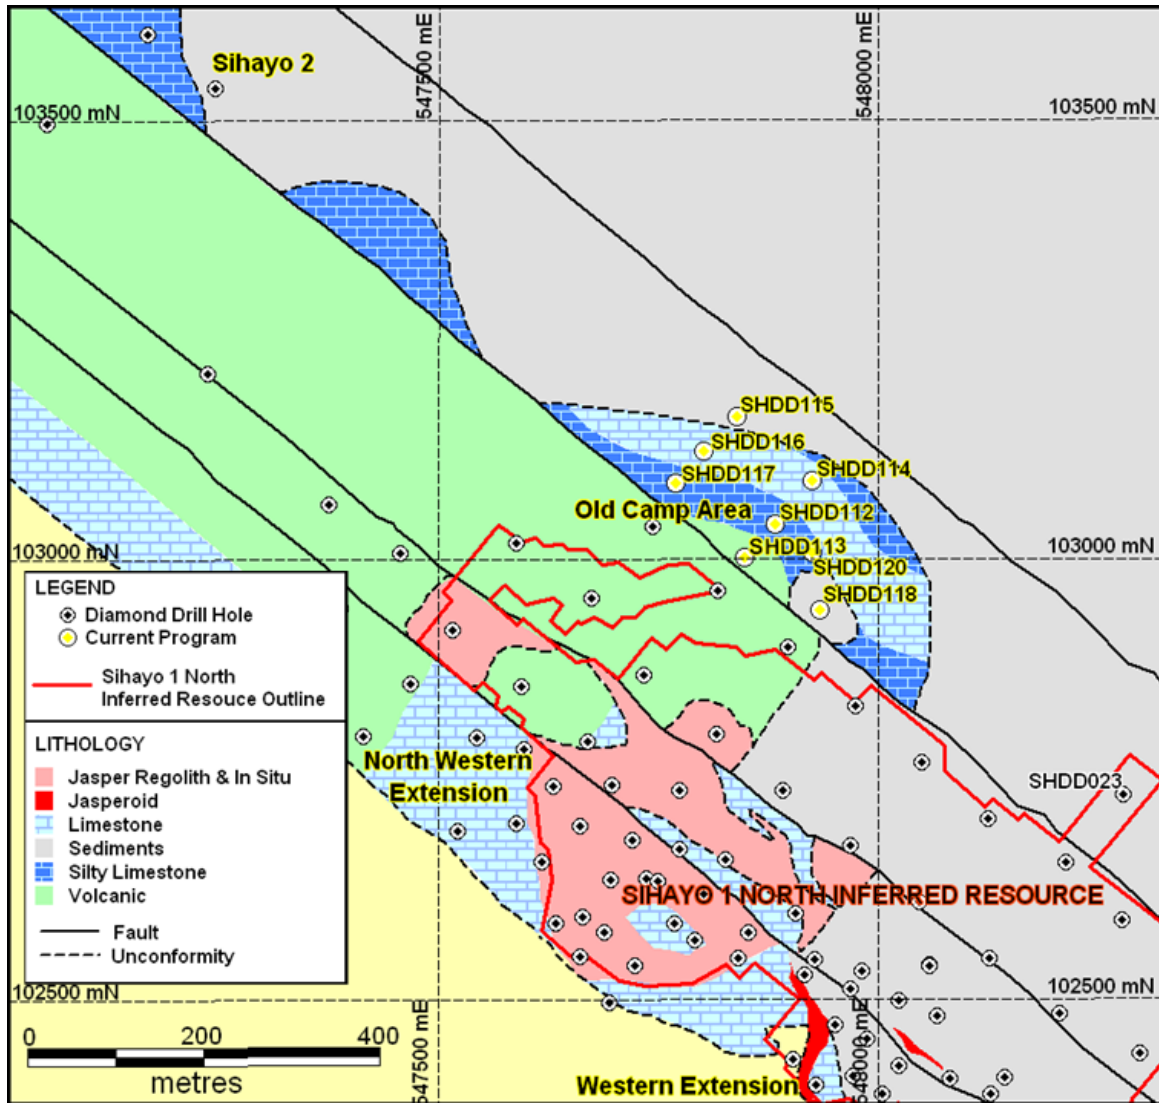 547500 mE
548000 mE
Sihayo 2
103500 mN
103500 mN
SHDD115
SHDD116
SHDD117
SHDD114
Old Camp Area
SHDD112
SHDD113
103000 mN
103000 mN
SHDD120
SHDD118
LEGEND
Diamond Drill Hole
Current Program
Sihayo 1 North
Inferred Resouce Outline
LITHOLOGY
Jasper Regolith & In Situ
Jasperoid
Limestone
Sediments
Silty Limestone
Volcanic
Fault
Unconformity
North Western
Extension
SHDD023
SIHAYO 1 NORTH INFERRED RESOURCE
102500 mN
102500 mN
0 200 400
metres
547500 mE
548000 mE
Western Extension